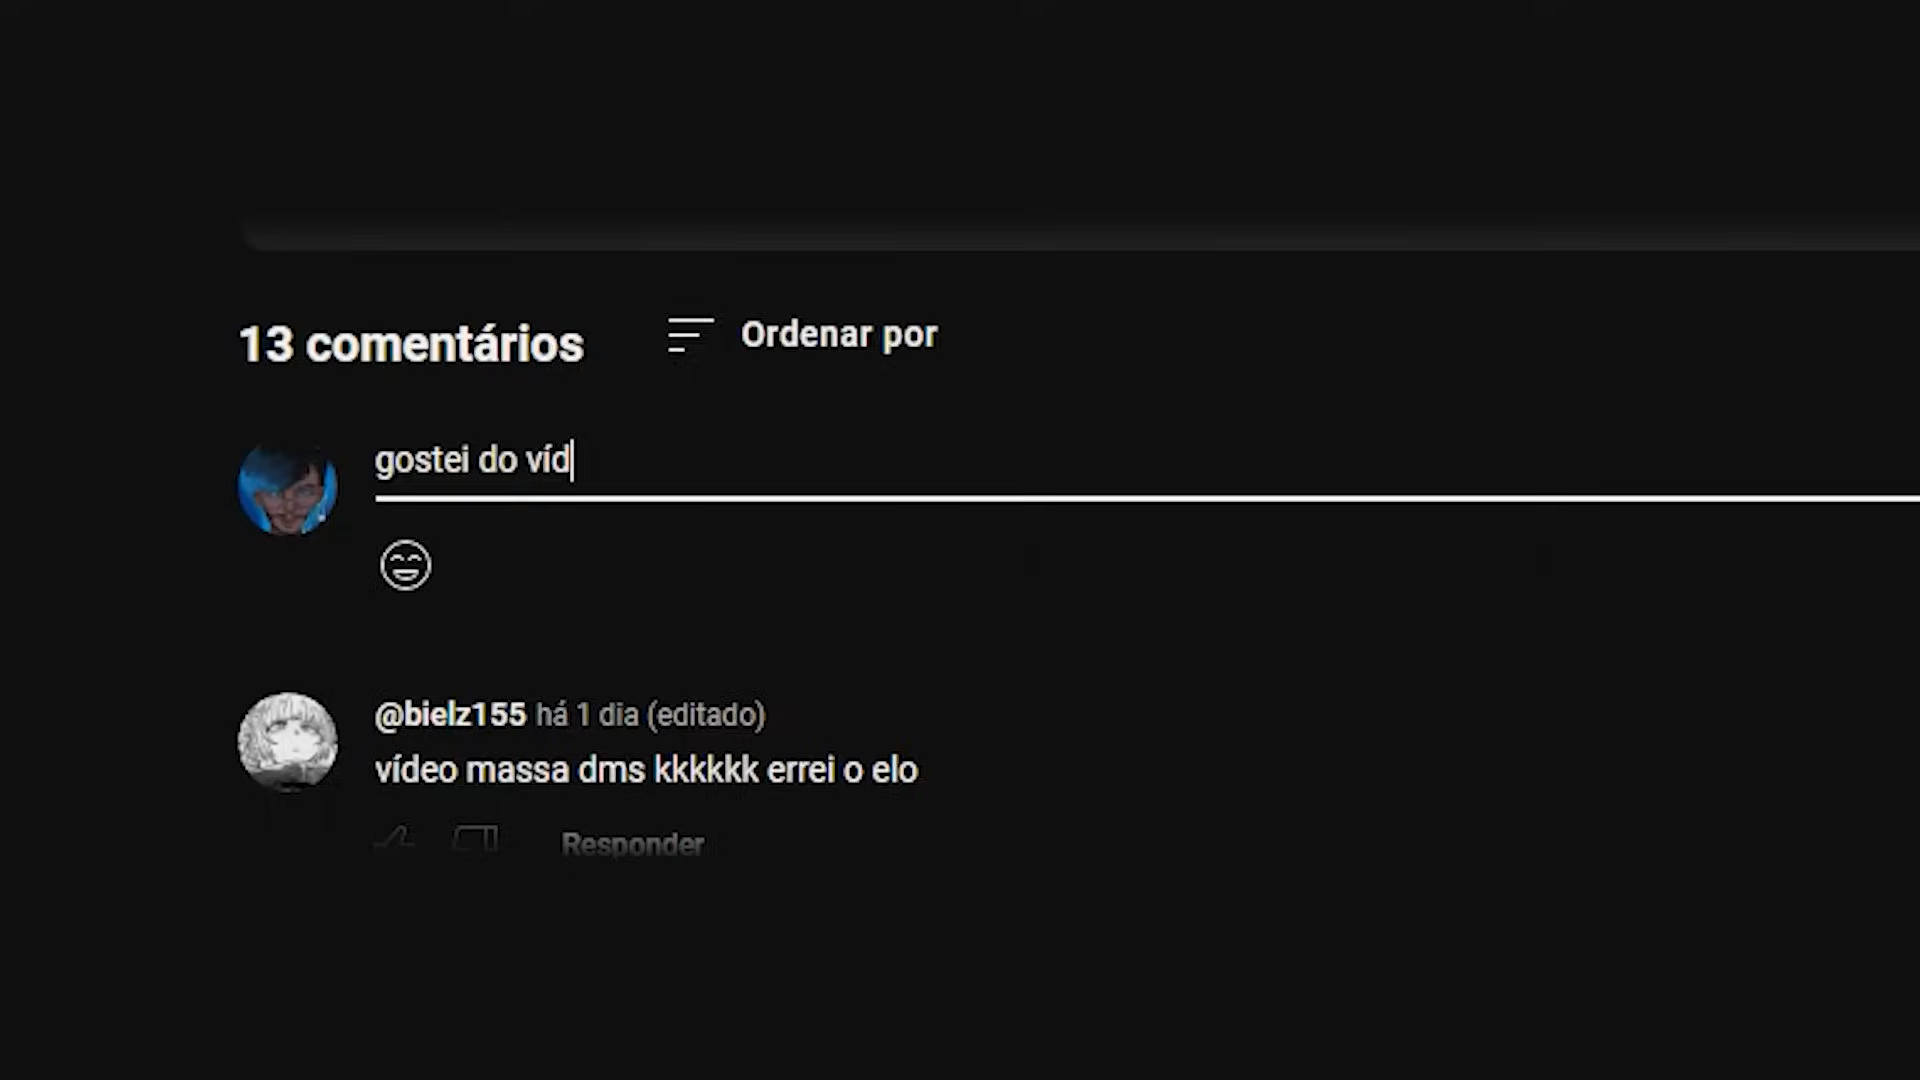 13 comentários
Ordenar por
gostei do víd
@bielz155 há 1 dia (editado)
vídeo massa dms kkkkkk errei o elo
Responder